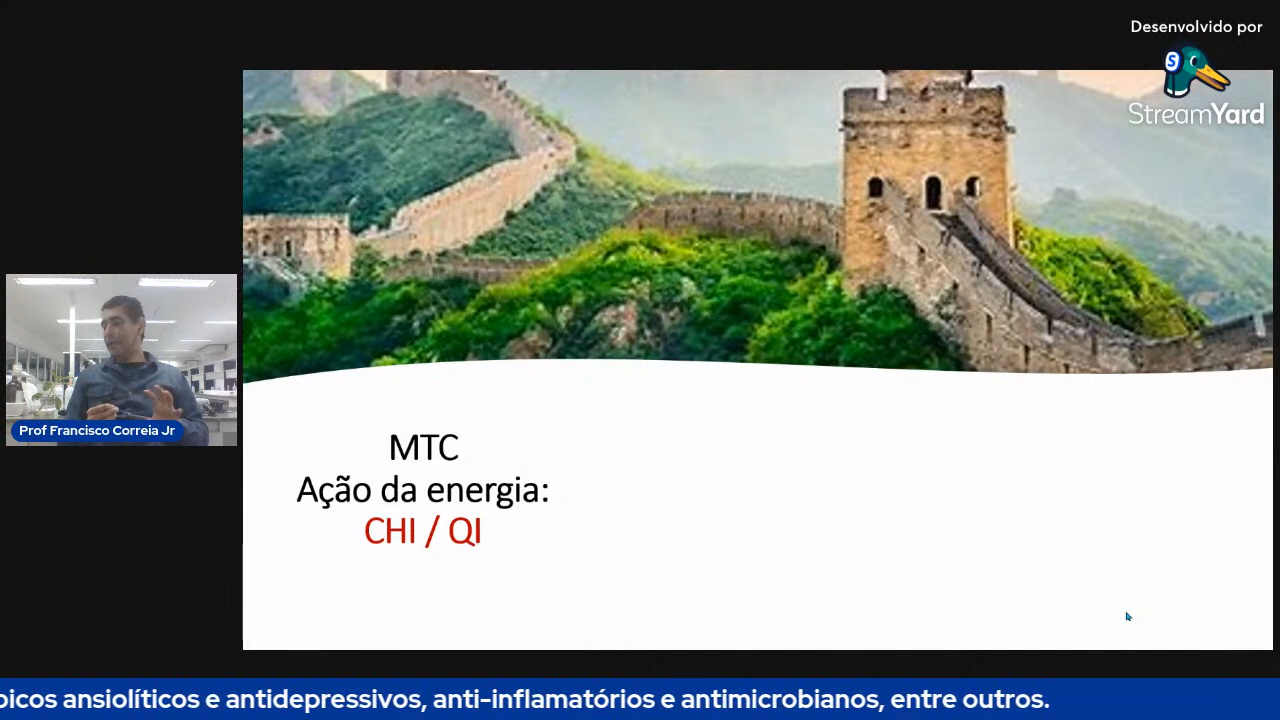 Desenvolvido por
S
StreamYard
Prof Francisco Correia Jr
MTC
Ação da energia:
CHI / QI
ansiolíticos e antidepressivos, anti-inflamatórios e antimicrobianos, entre outros.